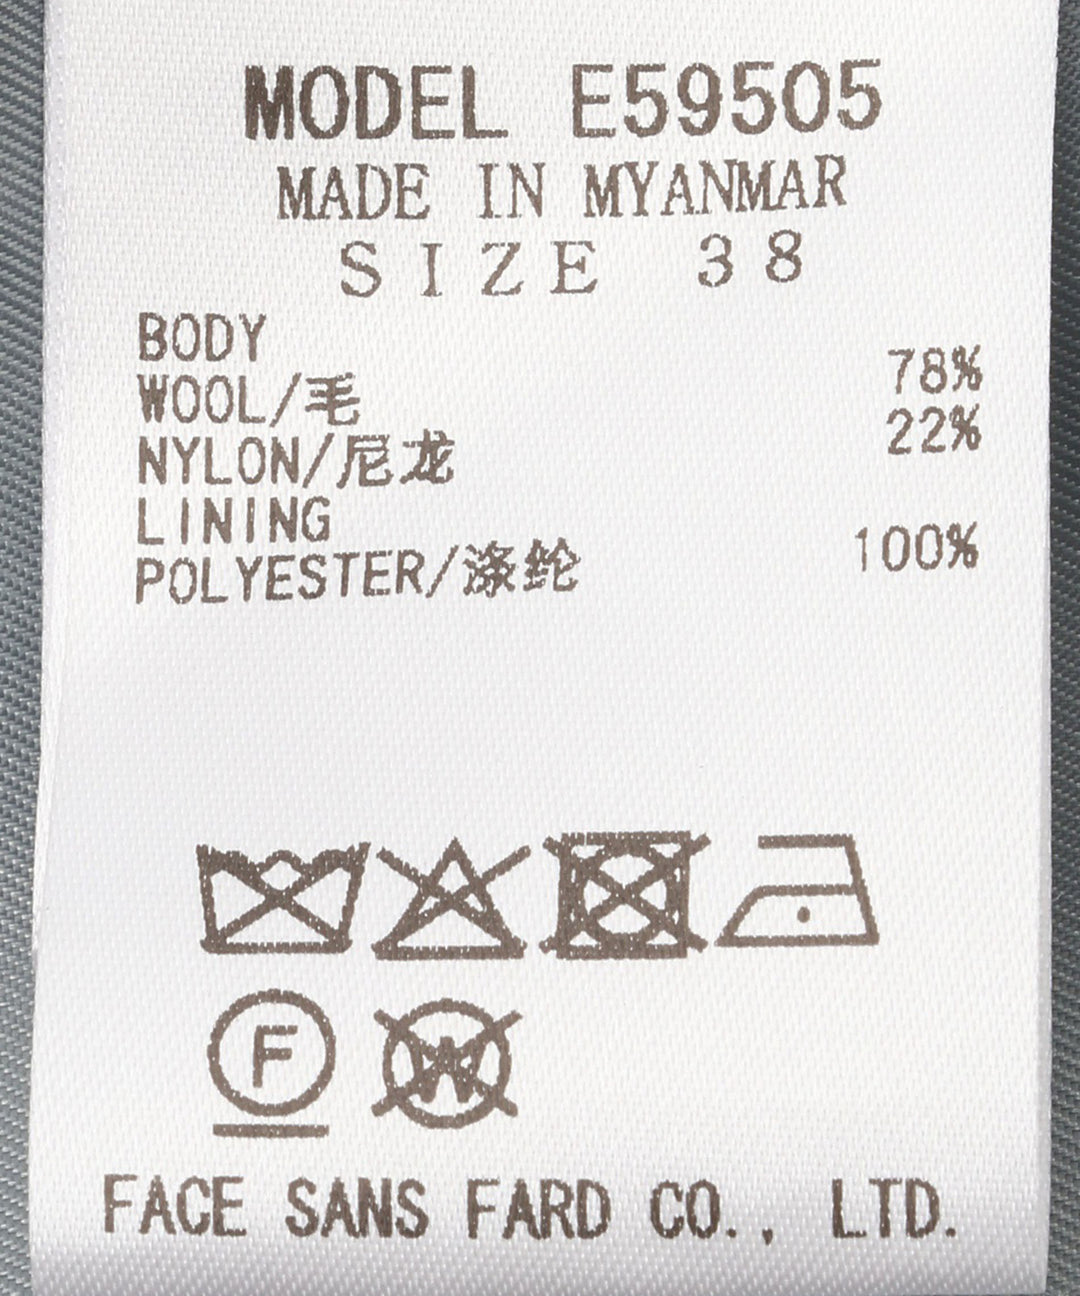 MODEL E59505
MADE IN MYANMAR
SIZE 38
BODY
WOOL/毛 78%
NYLON/尼龙 22%
LINING
POLYESTER/涤纶 100%
F
W
FACE SANS FARD CO., LTD.